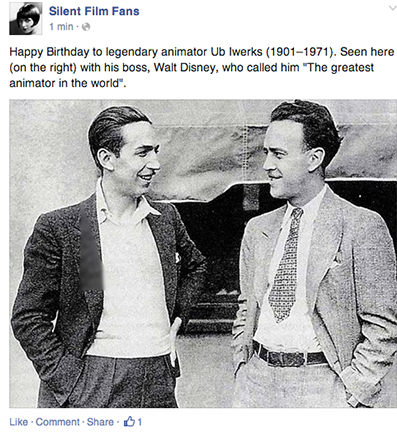 Silent Film Fans
1 min ·
Happy Birthday to legendary animator Ub Iwerks (1901–1971). Seen here
(on the right) with his boss, Walt Disney, who called him "The greatest
animator in the world".
Like · Comment · Share · 1